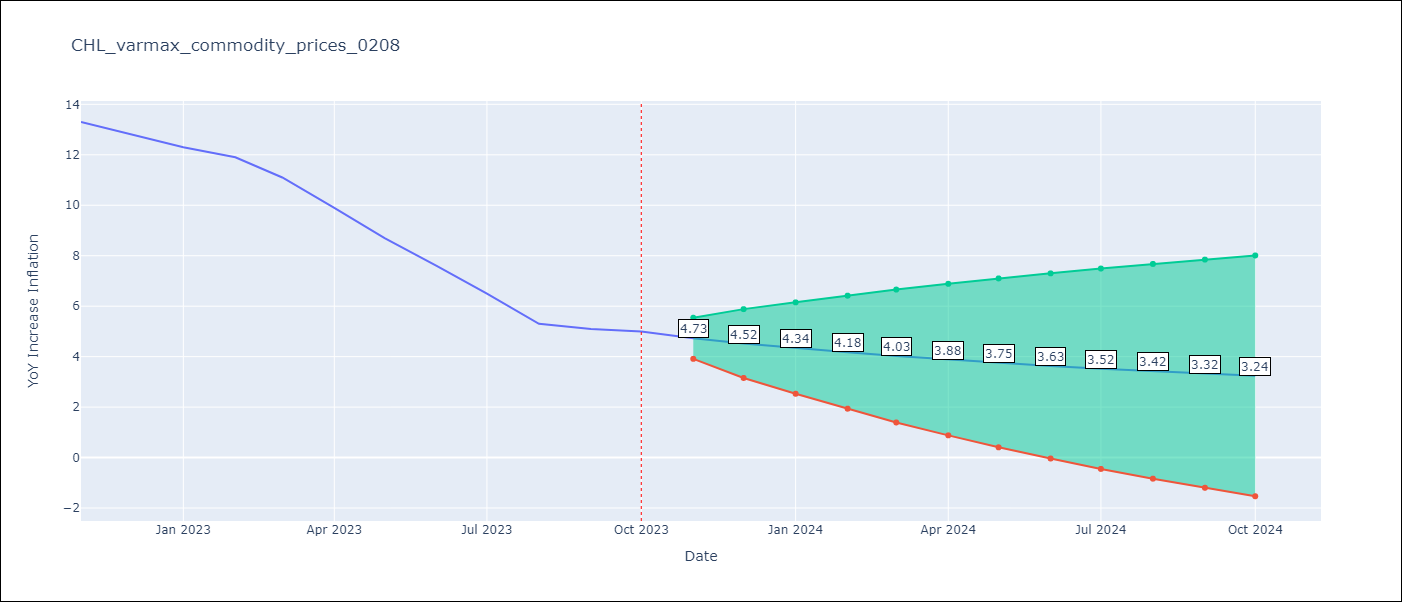 CHL_varmax_commodity_prices_0208
YoY Increase Inflation
14
12
10
8
6
4
2
0
−2
4.73
4.52
4.34
4.18
4.03
3.88
3.75
3.63
3.52
3.42
3.32
3.24
Jan 2023
Apr 2023
Jul 2023
Oct 2023
Jan 2024
Apr 2024
Jul 2024
Oct 2024
Date